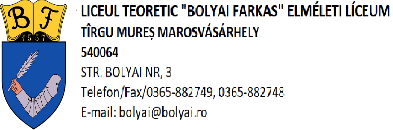 B F
LICEUL TEORETIC "BOLYAI FARKAS" ELMÉLETI LÍCEUM
TÎRGU MUREȘ MAROSVÁSÁRHELY
540064
STR. BOLYAI NR, 3
Telefon/Fax/0365-882749, 0365-882748
E-mail: bolyai@bolyai.ro